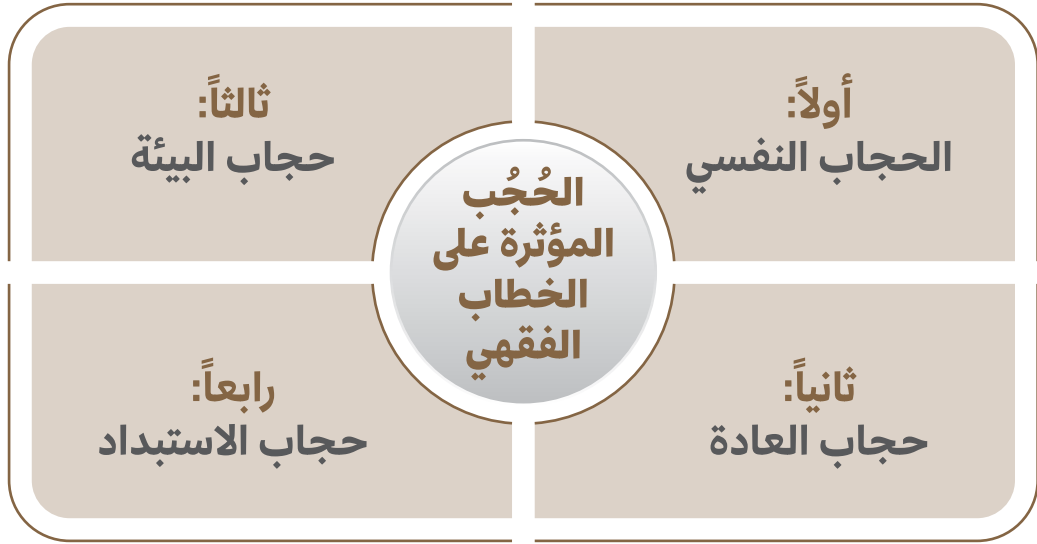 الحُجُب
المؤثرة على
الخطاب
الفقهي
أولاً:
الحجاب النفسي
ثانياً:
حجاب العادة
ثالثاً:
حجاب البيئة
رابعاً:
حجاب الاستبداد